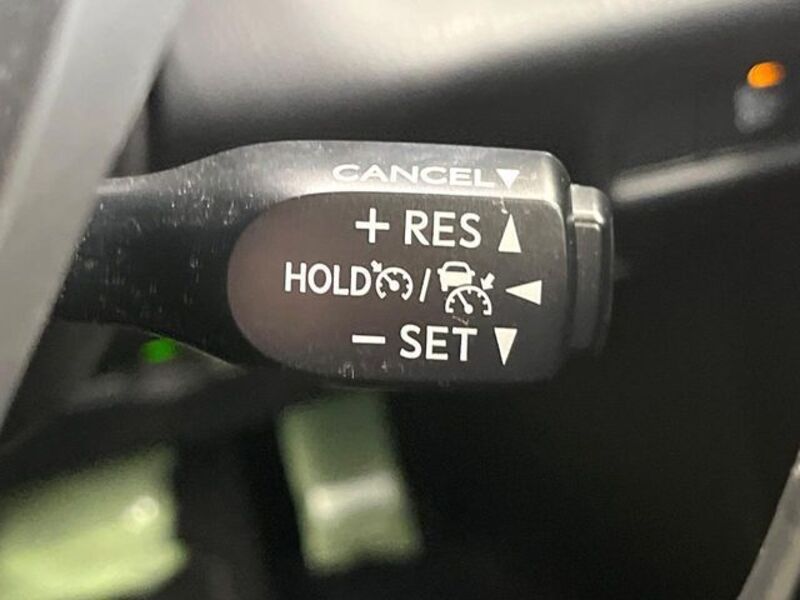 CANCEL▼
+ RES ▲
HOLD / ◀
− SET ▼